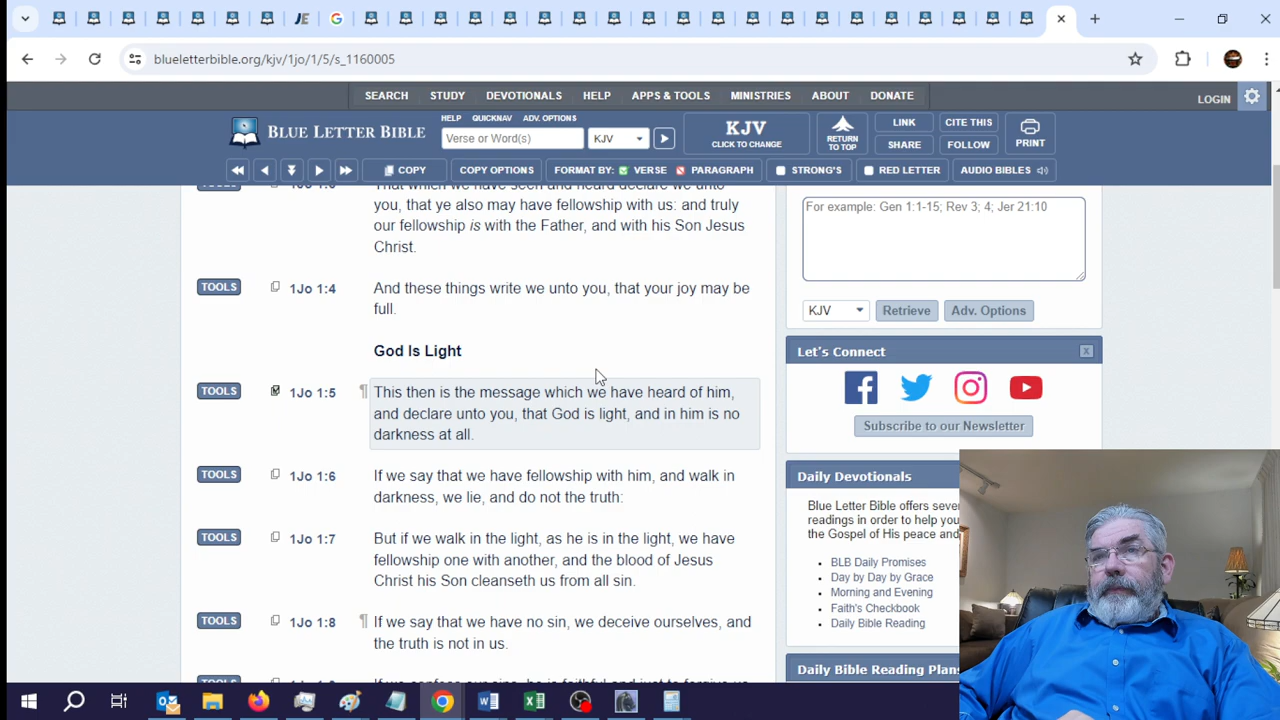 blueletterbible.org/kjv/1jo/1/5/s_1160005
SEARCH STUDY DEVOTIONALS HELP APPS & TOOLS MINISTRIES ABOUT DONATE
LOGIN
BLUE LETTER BIBLE
HELP QUICKNAV ADV. OPTIONS
Verse or Word(s)
KJV
KJV
CLICK TO CHANGE
RETURN
TO TOP
LINK
SHARE
CITE THIS
FOLLOW
PRINT
COPY COPY OPTIONS FORMAT BY: VERSE PARAGRAPH STRONG'S RED LETTER AUDIO BIBLES
That which we have seen and heard declare we unto
you, that ye also may have fellowship with us: and truly
our fellowship is with the Father, and with his Son Jesus
Christ.
TOOLS 1Jo 1:4 And these things write we unto you, that your joy may be
full.
God Is Light
TOOLS 1Jo 1:5 ¶ This then is the message which we have heard of him,
and declare unto you, that God is light, and in him is no
darkness at all.
TOOLS 1Jo 1:6 If we say that we have fellowship with him, and walk in
darkness, we lie, and do not the truth:
TOOLS 1Jo 1:7 But if we walk in the light, as he is in the light, we have
fellowship one with another, and the blood of Jesus
Christ his Son cleanseth us from all sin.
TOOLS 1Jo 1:8 ¶ If we say that we have no sin, we deceive ourselves, and
the truth is not in us.
For example: Gen 1:1-15; Rev 3; 4; Jer 21:10
KJV Retrieve Adv. Options
Let's Connect
Subscribe to our Newsletter
Daily Devotionals
Blue Letter Bible offers
readings in order to help you
the Gospel of His peace
BLB Daily Promises
Day by Day by Grace
Morning and Evening
Faith's Checkbook
Daily Bible Reading
Daily Bible Reading